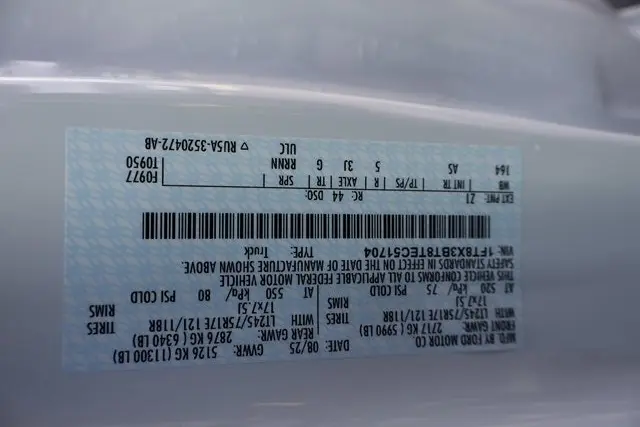 MFD. BY FORD MOTOR CO
DATE: 08/25 GVWR: 5126 KG (11300 LB)
FRONT GAWR: 2717 KG (5990 LB) REAR GAWR: 2876 KG (6340 LB)
WITH LT245/75R17E 121/118R TIRES WITH LT245/75R17E 121/118R TIRES
17x7.5J RIMS 17x7.5J RIMS
AT 520 kPa/ 75 PSI COLD AT 550 kPa/ 80 PSI COLD
THIS VEHICLE CONFORMS TO ALL APPLICABLE FEDERAL MOTOR VEHICLE
SAFETY STANDARDS IN EFFECT ON THE DATE OF MANUFACTURE SHOWN ABOVE.
VIN: 1FT8X3BT8TEC51704 TYPE: Truck
EXT PNT: Z1 RC: 44 DSO: F0977
WB INT TR TP/PS R AXLE TR SPR T0950
164 AS 5 3J G RRNN
ULC ▽ RU5A-3520472-AB